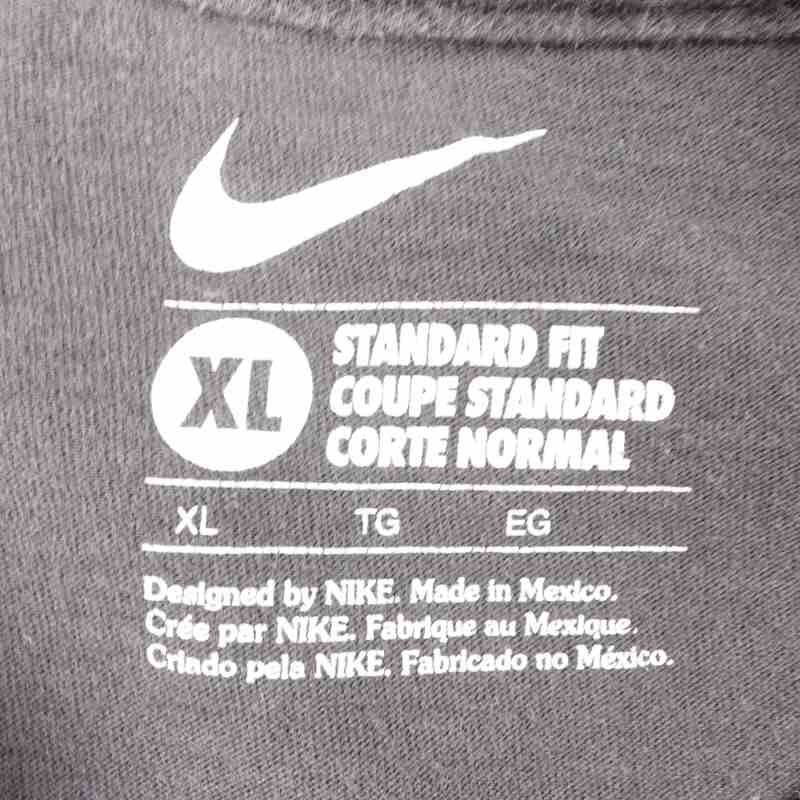 XL
STANDARD FIT
COUPE STANDARD
CORTE NORMAL
XL TG EG
Designed by NIKE. Made in Mexico.
Crée par NIKE. Fabrique au Mexique.
Criado pela NIKE. Fabricado no México.